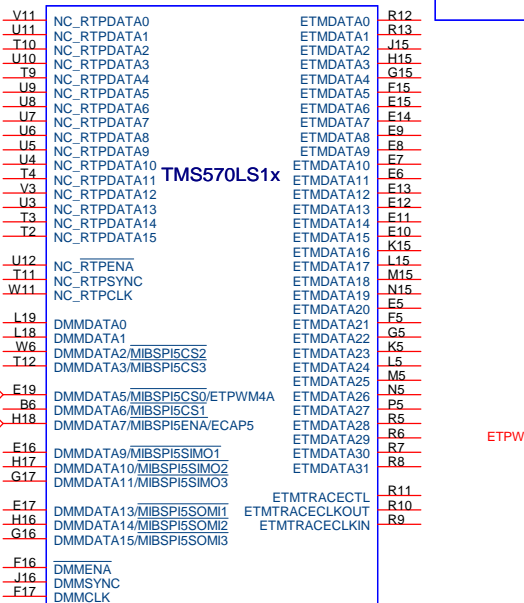 V11 NC_RTPDATA0
U11 NC_RTPDATA1
T10 NC_RTPDATA2
U10 NC_RTPDATA3
T9 NC_RTPDATA4
U9 NC_RTPDATA5
U8 NC_RTPDATA6
U7 NC_RTPDATA7
U6 NC_RTPDATA8
U5 NC_RTPDATA9
U4 NC_RTPDATA10
T4 NC_RTPDATA11
V3 NC_RTPDATA12
U3 NC_RTPDATA13
T3 NC_RTPDATA14
T2 NC_RTPDATA15
U12 NC_RTPENA
T11 NC_RTPSYNC
W11 NC_RTPCLK
L19 DMMDATA0
L18 DMMDATA1
W6 DMMDATA2/MIBSPI5CS2
T12 DMMDATA3/MIBSPI5CS3
E19 DMMDATA5/MIBSPI5CS0/ETPWM4A
B6 DMMDATA6/MIBSPI5CS1
H18 DMMDATA7/MIBSPI5ENA/ECAP5
E16 DMMDATA9/MIBSPI5SIMO1
H17 DMMDATA10/MIBSPI5SIMO2
G17 DMMDATA11/MIBSPI5SIMO3
E17 DMMDATA13/MIBSPI5SOMI1
H16 DMMDATA14/MIBSPI5SOMI2
G16 DMMDATA15/MIBSPI5SOMI3
F16 DMMENA
J16 DMMSYNC
F17 DMMCLK
TMS570LS1x
ETMDATA0 R12
ETMDATA1 R13
ETMDATA2 J15
ETMDATA3 H15
ETMDATA4 G15
ETMDATA5 F15
ETMDATA6 E15
ETMDATA7 E14
ETMDATA8 E9
ETMDATA9 E8
ETMDATA10 E7
ETMDATA11 E6
ETMDATA12 E13
ETMDATA13 E12
ETMDATA14 E11
ETMDATA15 E10
ETMDATA16 K15
ETMDATA17 L15
ETMDATA18 M15
ETMDATA19 N15
ETMDATA20 E5
ETMDATA21 F5
ETMDATA22 G5
ETMDATA23 K5
ETMDATA24 L5
ETMDATA25 M5
ETMDATA26 N5
ETMDATA27 P5
ETMDATA28 R5
ETMDATA29 R6
ETMDATA30 R7
ETMDATA31 R8
ETMTRACECTL R11
ETMTRACECLKOUT R10
ETMTRACECLKIN R9
ETPW